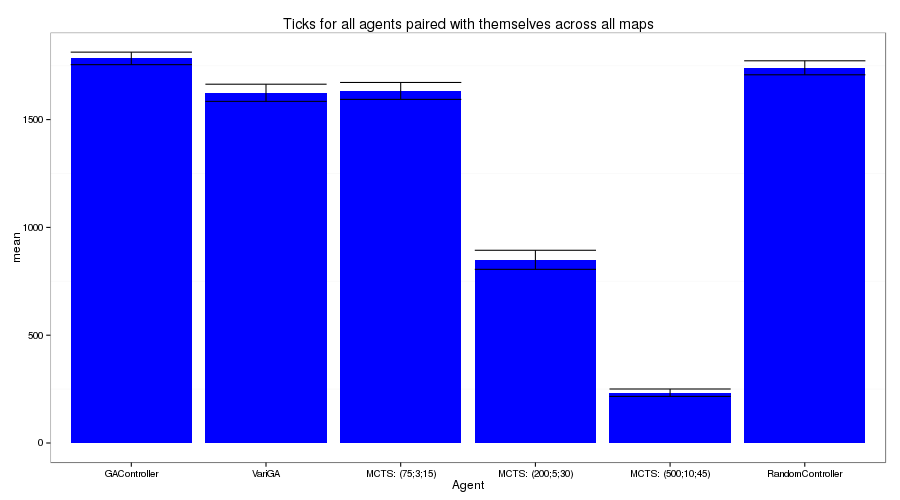 Ticks for all agents paired with themselves across all maps
mean
1500
1000
500
0
GAController VariGA MCTS: (75;3;15) MCTS: (200;5;30) MCTS: (500;10;45) RandomController
Agent